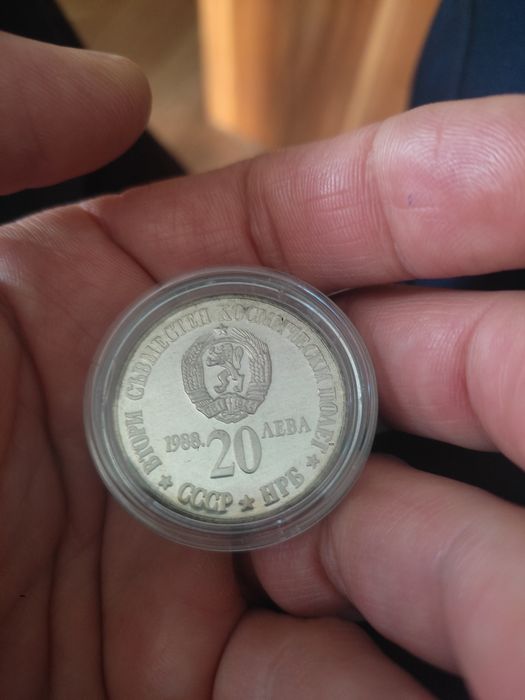 ВТОРИ СЪВМЕСТЕН КОСМИЧЕСКИ ПОЛЕТ
1988. 20 ЛЕВА
СССР ★ НРБ